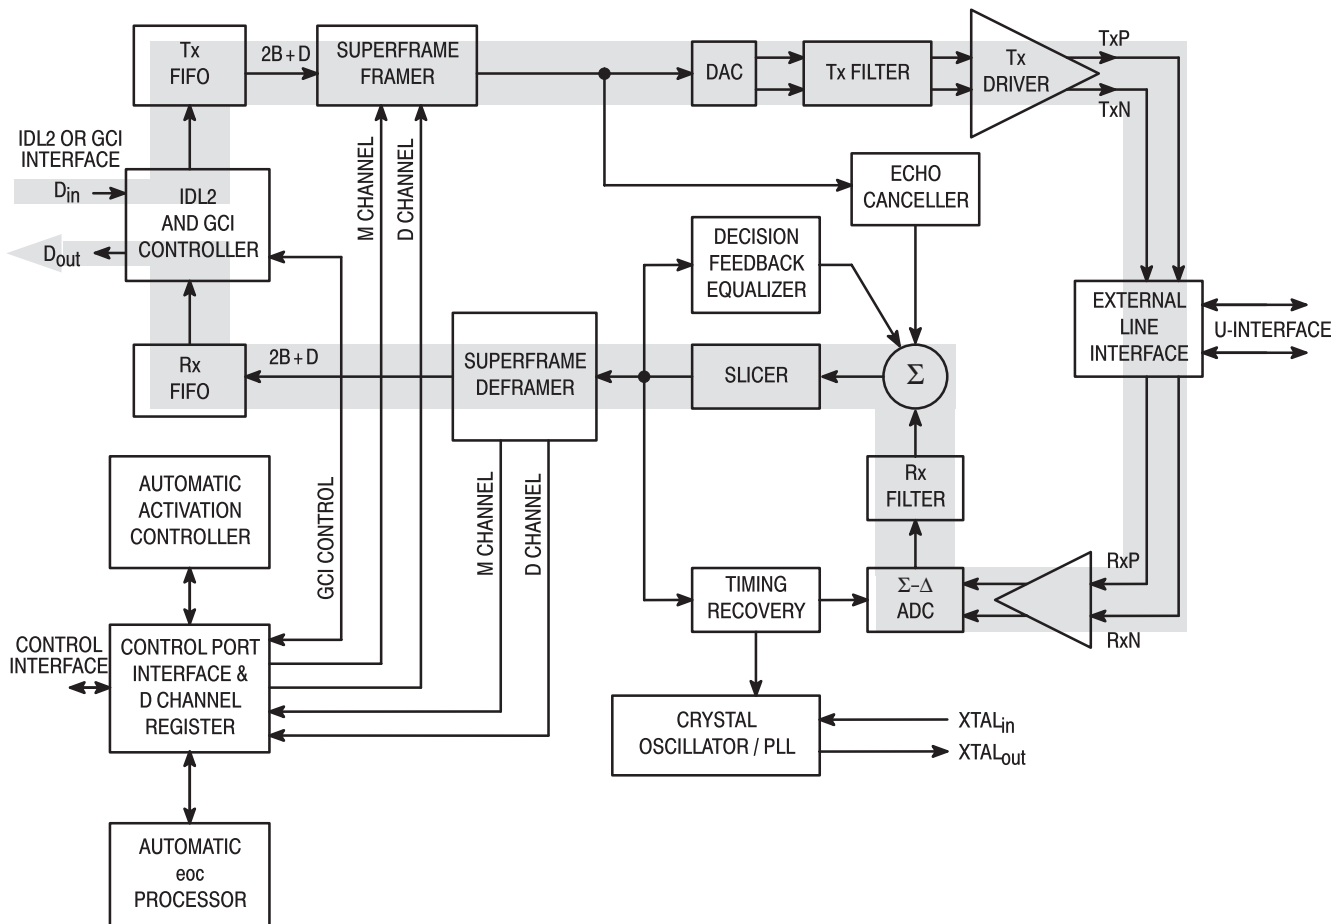 Tx
FIFO
2B + D
SUPERFRAME
FRAMER
DAC
Tx FILTER
Tx
DRIVER
TxP
TxN
IDL2 OR GCI
INTERFACE
Din
Dout
IDL2
AND GCI
CONTROLLER
M CHANNEL
D CHANNEL
ECHO
CANCELLER
DECISION
FEEDBACK
EQUALIZER
EXTERNAL
LINE
INTERFACE
U-INTERFACE
Rx
FIFO
2B + D
SUPERFRAME
DEFRAMER
SLICER
Σ
Rx
FILTER
AUTOMATIC
ACTIVATION
CONTROLLER
GCI CONTROL
M CHANNEL
D CHANNEL
TIMING
RECOVERY
Σ–Δ
ADC
RxP
RxN
CONTROL
INTERFACE
CONTROL PORT
INTERFACE &
D CHANNEL
REGISTER
CRYSTAL
OSCILLATOR / PLL
XTALin
XTALout
AUTOMATIC
eoc
PROCESSOR